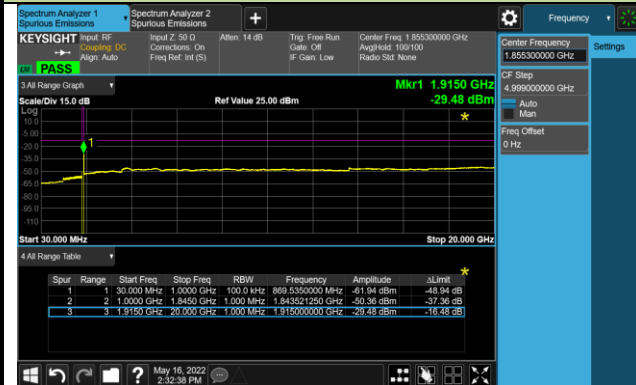 Spectrum Analyzer 1
Spurious Emissions
Spectrum Analyzer 2
Spurious Emissions
+
Frequency
KEYSIGHT
Input: RF
Coupling: DC
Align: Auto
Input Z: 50 Ω
Corrections: On
Freq Ref: Int (S)
Atten: 14 dB
Trig: Free Run
Gate: Off
IF Gain: Low
Center Freq: 1.855300000 GHz
Avg|Hold: 100/100
Radio Std: None
PASS
Center Frequency
1.855300000 GHz
Settings
CF Step
4.999000000 GHz
Auto
Man
Freq Offset
0 Hz
3 All Range Graph
Mkr1 1.9150 GHz
-29.48 dBm
Scale/Div 15.0 dB
Ref Value 25.00 dBm
Log
10.0
-5.00
-20.0
-35.0
-50.0
-65.0
-80.0
-95.0
-110
1
Start 30.000 MHz
Stop 20.000 GHz
4 All Range Table
Spur Range Start Freq Stop Freq RBW Frequency Amplitude ΔLimit
1 1 30.000 MHz 1.0000 GHz 100.0 kHz 869.5350000 MHz -61.94 dBm -48.94 dB
2 2 1.0000 GHz 1.8450 GHz 1.000 MHz 1.843521250 GHz -50.36 dBm -37.36 dB
3 3 1.9150 GHz 20.000 GHz 1.000 MHz 1.915000000 GHz -29.48 dBm -16.48 dB
May 16, 2022
2:32:38 PM